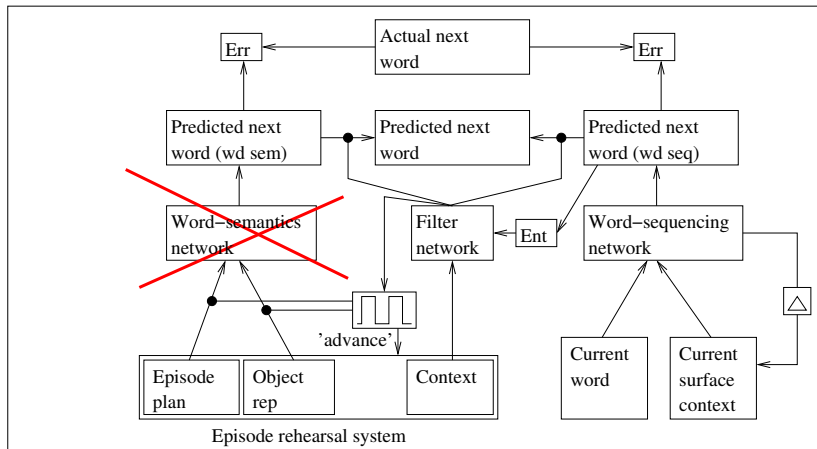 Actual next
word
Err
Err
Predicted next
word (wd sem)
Predicted next
word
Predicted next
word (wd seq)
Word−semantics
network
Filter
network
Ent
Word−sequencing
network
△
'advance'
Episode
plan
Object
rep
Context
Current
word
Current
surface
context
Episode rehearsal system